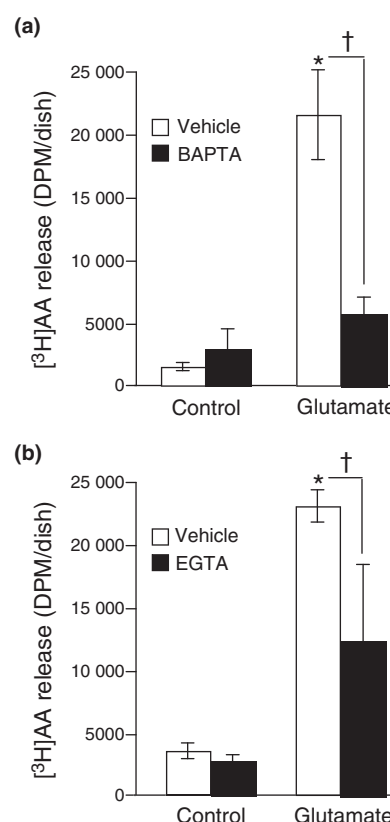 (a)
[³H]AA release (DPM/dish)
25 000
20 000
15 000
10 000
5000
0
Vehicle
BAPTA
* †
Control Glutamate
(b)
[³H]AA release (DPM/dish)
25 000
20 000
15 000
10 000
5000
0
Vehicle
EGTA
* †
Control Glutamate